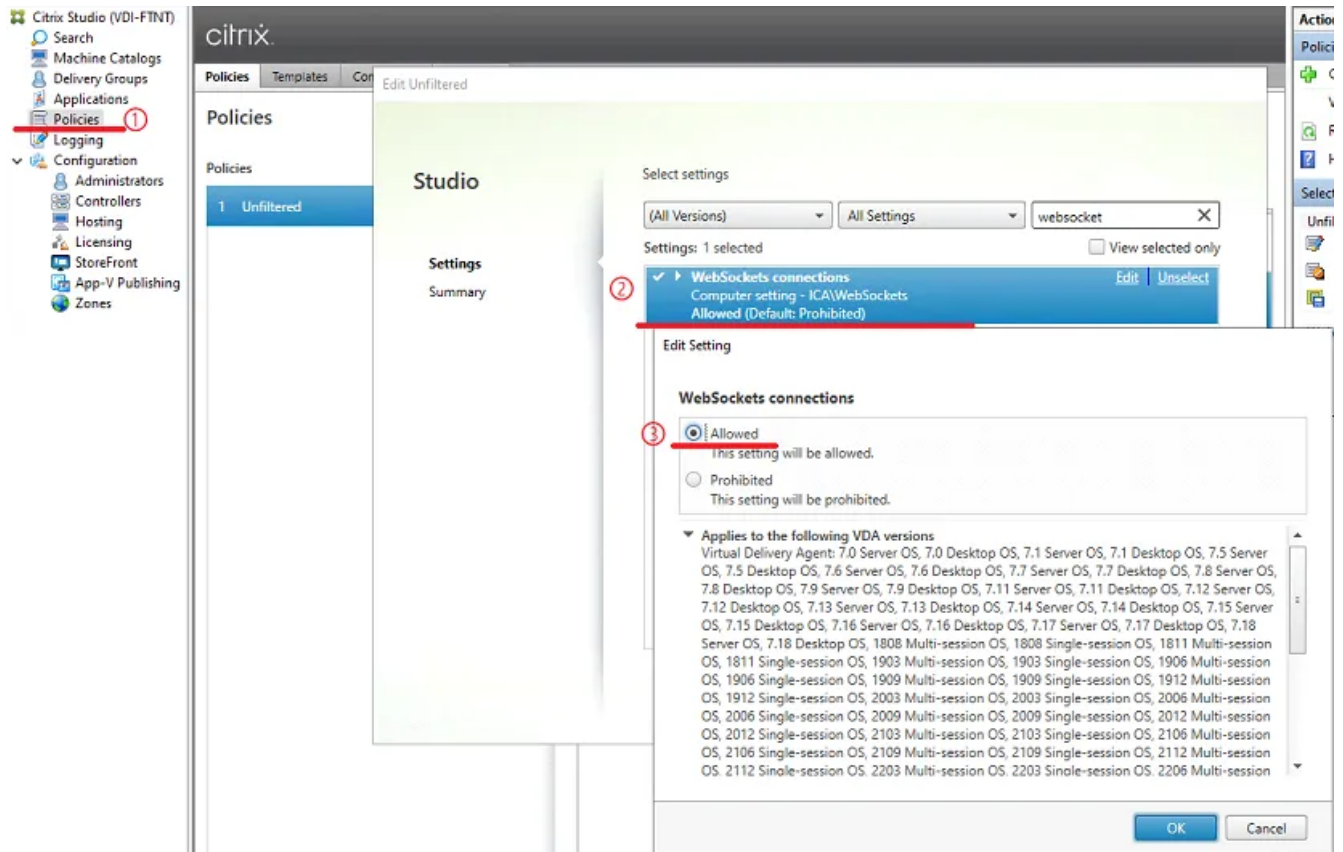 Citrix Studio (VDI-FTNT)
Search
Machine Catalogs
Delivery Groups
Applications
Policies ①
Logging
Configuration
Administrators
Controllers
Hosting
Licensing
StoreFront
App-V Publishing
Zones
citrix.
Policies Templates
Policies
Policies
1 Unfiltered
Edit Unfiltered
Studio
Settings
Summary
Select settings
(All Versions) All Settings websocket
Settings: 1 selected View selected only
② WebSockets connections Edit Unselect
Computer setting - ICA\WebSockets
Allowed (Default: Prohibited)
Edit Setting
WebSockets connections
③ Allowed
This setting will be allowed.
Prohibited
This setting will be prohibited.
Applies to the following VDA versions
Virtual Delivery Agent: 7.0 Server OS, 7.0 Desktop OS, 7.1 Server OS, 7.1 Desktop OS, 7.5 Server
OS, 7.5 Desktop OS, 7.6 Server OS, 7.6 Desktop OS, 7.7 Server OS, 7.7 Desktop OS, 7.8 Server OS,
7.8 Desktop OS, 7.9 Server OS, 7.9 Desktop OS, 7.11 Server OS, 7.11 Desktop OS, 7.12 Server OS,
7.12 Desktop OS, 7.13 Server OS, 7.13 Desktop OS, 7.14 Server OS, 7.14 Desktop OS, 7.15 Server
OS, 7.15 Desktop OS, 7.16 Server OS, 7.16 Desktop OS, 7.17 Server OS, 7.17 Desktop OS, 7.18
Server OS, 7.18 Desktop OS, 1808 Multi-session OS, 1808 Single-session OS, 1811 Multi-session
OS, 1811 Single-session OS, 1903 Multi-session OS, 1903 Single-session OS, 1906 Multi-session
OS, 1906 Single-session OS, 1909 Multi-session OS, 1909 Single-session OS, 1912 Multi-session
OS, 1912 Single-session OS, 2003 Multi-session OS, 2003 Single-session OS, 2006 Multi-session
OS, 2006 Single-session OS, 2009 Multi-session OS, 2009 Single-session OS, 2012 Multi-session
OS, 2012 Single-session OS, 2103 Multi-session OS, 2103 Single-session OS, 2106 Multi-session
OS, 2106 Single-session OS, 2109 Multi-session OS, 2109 Single-session OS, 2112 Multi-session
OS, 2112 Single-session OS, 2203 Multi-session OS, 2203 Single-session OS, 2206 Multi-session
OK Cancel